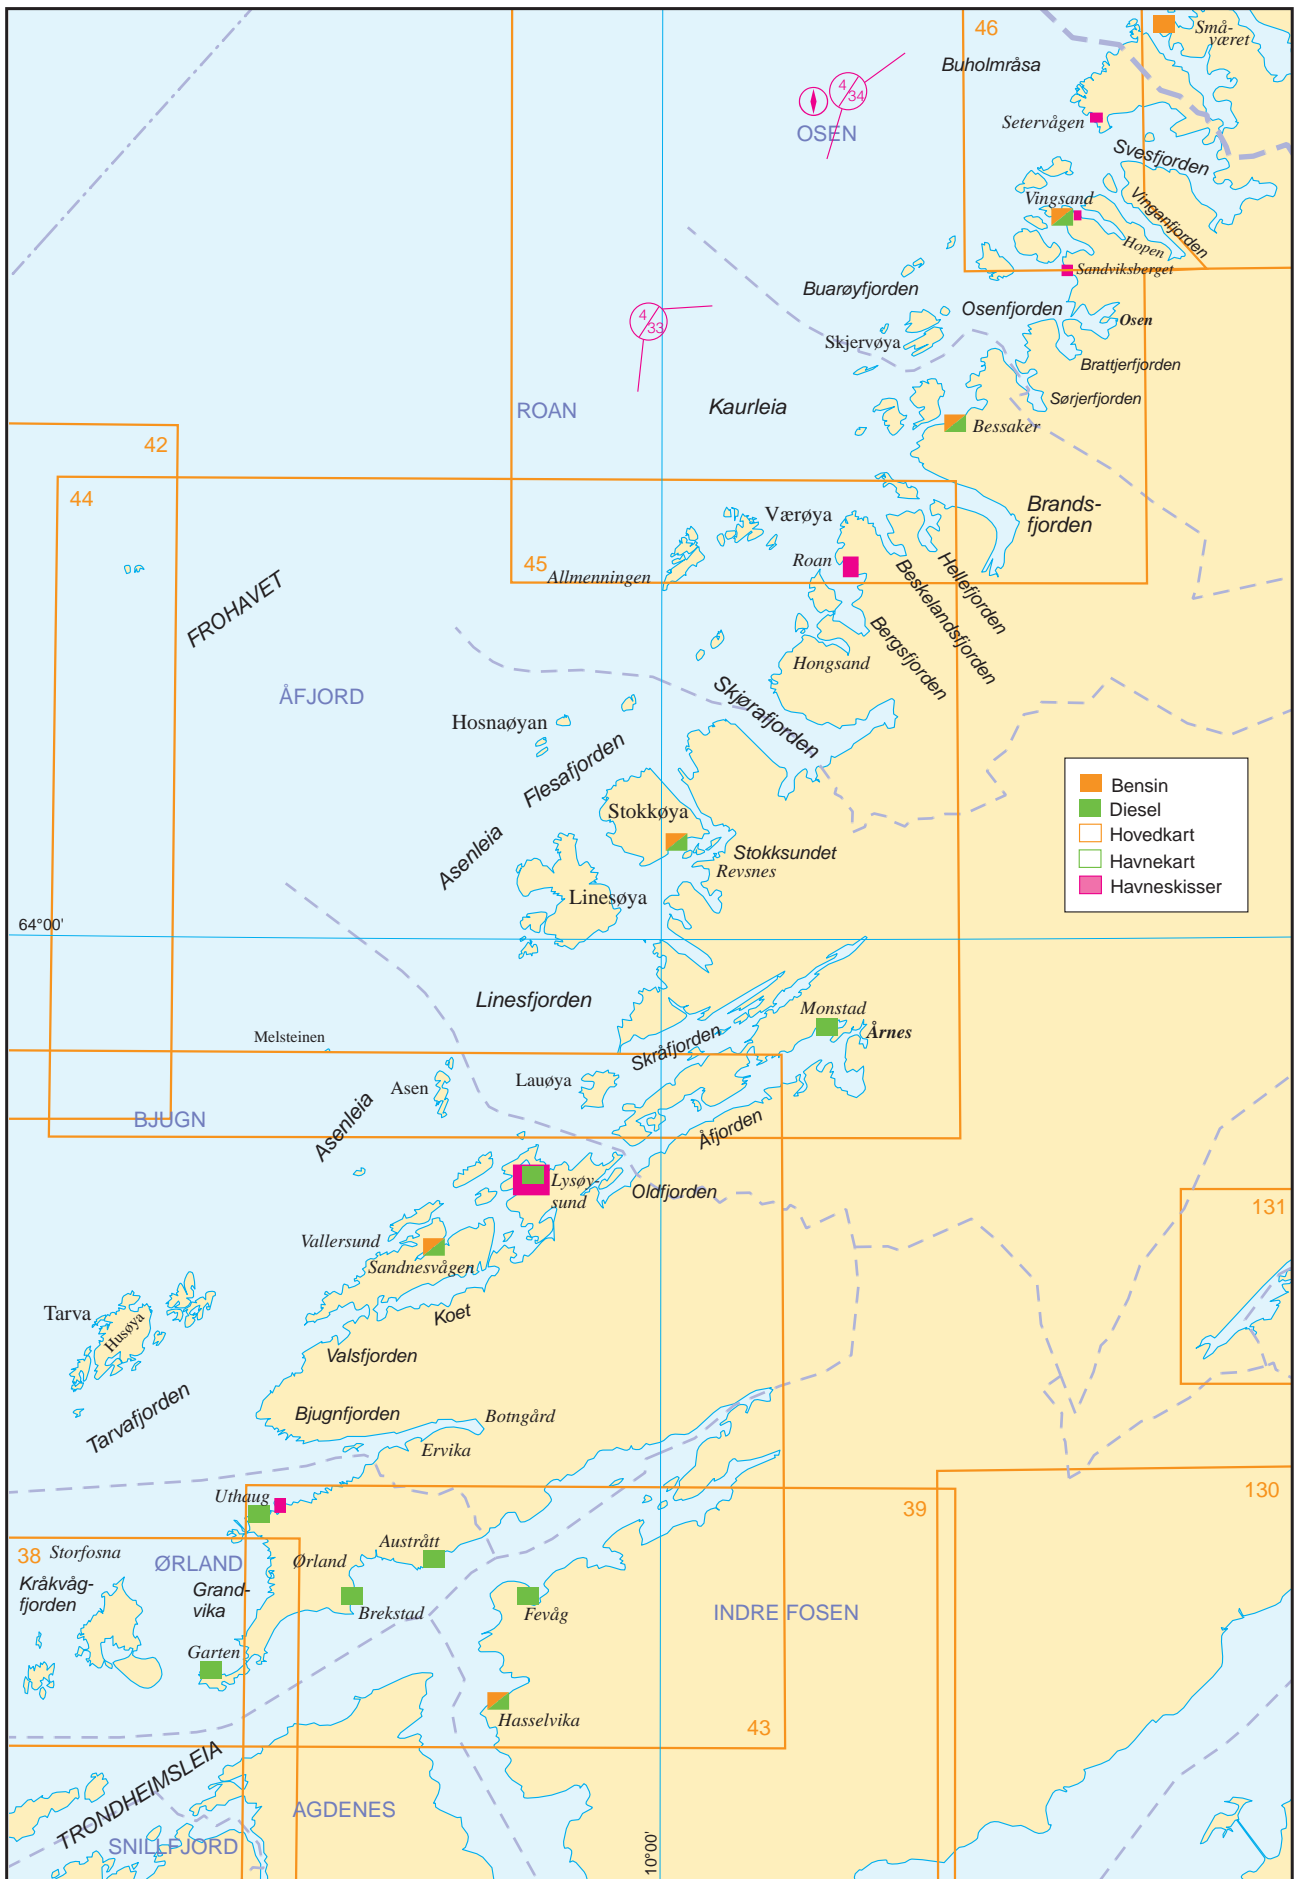 46
Små-
været
Buholmråsa
4/34
OSEN
Setervågen
Svesfjorden
Vingsand
Vinganfjorden
Hopen
Sandviksberget
Buarøyfjorden
Osenfjorden
Osen
4/33
Skjervøya
Brattjerfjorden
Sørjerfjorden
Kaurleia
ROAN
Bessaker
42
44
Brands-
fjorden
Værøya
Roan
45
Allmenningen
Hellefjorden
Beskelandsfjorden
Bergsfjorden
FROHAVET
Hongsand
ÅFJORD
Skjørafjorden
Hosnaøyan
Flesafjorden
Bensin
Diesel
Hovedkart
Havnekart
Havneskisser
Stokkøya
Stokksundet
Revsnes
Asenleia
Linesøya
64°00'
Linesfjorden
Monstad
Årnes
Melsteinen
Skråfjorden
Lauøya
Asen
BJUGN
Asenleia
Åfjorden
Lysøy-
sund
Oldfjorden
131
Vallersund
Sandnesvågen
Tarva
Husøya
Koet
Valsfjorden
Tarvafjorden
Bjugnfjorden
Botngård
Ervika
Uthaug
39
130
38
Storfosna
ØRLAND
Ørland
Austrått
Kråkvåg-
fjorden
Grand-
vika
Brekstad
Fevåg
INDRE FOSEN
Garten
Hasselvika
43
TRONDHEIMSLEIA
AGDENES
SNILLFJORD
10°00'